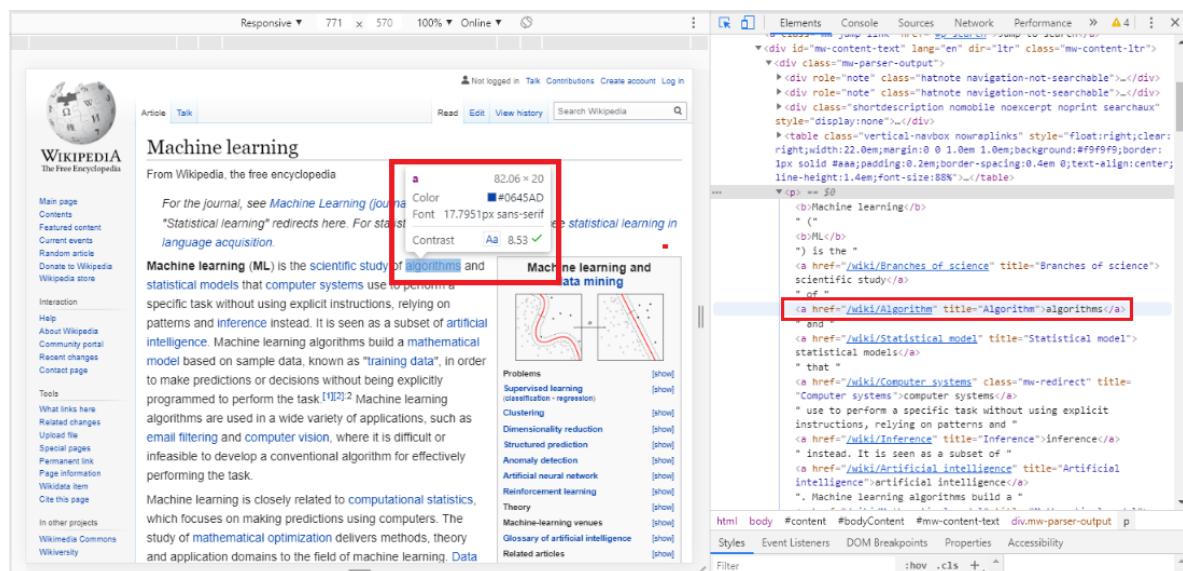 Responsive ▼ 771 x 570 100% ▼ Online ▼
Elements Console Sources Network Performance » 4
Not logged in Talk Contributions Create account Log in
Article Talk Read Edit View history Search Wikipedia
WIKIPEDIA
The Free Encyclopedia
Main page
Contents
Featured content
Current events
Random article
Donate to Wikipedia
Wikipedia store
Interaction
Help
About Wikipedia
Community portal
Recent changes
Contact page
Tools
What links here
Related changes
Upload file
Special pages
Permanent link
Page information
Wikidata item
Cite this page
In other projects
Wikimedia Commons
Wikiversity
Machine learning
From Wikipedia, the free encyclopedia
For the journal, see Machine Learning (jou
"Statistical learning" redirects here. For statis
e statistical learning in
language acquisition.
a 82.06 × 20
Color #0645AD
Font 17.7951px sans-serif
Contrast Aa 8.53
Machine learning (ML) is the scientific study of algorithms and
statistical models that computer systems use to perform a
specific task without using explicit instructions, relying on
patterns and inference instead. It is seen as a subset of artificial
intelligence. Machine learning algorithms build a mathematical
model based on sample data, known as "training data", in order
to make predictions or decisions without being explicitly
programmed to perform the task.[1][2]:2 Machine learning
algorithms are used in a wide variety of applications, such as
email filtering and computer vision, where it is difficult or
infeasible to develop a conventional algorithm for effectively
performing the task.
Machine learning is closely related to computational statistics,
which focuses on making predictions using computers. The
study of mathematical optimization delivers methods, theory
and application domains to the field of machine learning. Data
Machine learning and
data mining
Problems [show]
Supervised learning [show]
(classification · regression)
Clustering [show]
Dimensionality reduction [show]
Structured prediction [show]
Anomaly detection [show]
Artificial neural network [show]
Reinforcement learning [show]
Theory [show]
Machine-learning venues [show]
Glossary of artificial intelligence [show]
Related articles [show]
▼<div id="mw-content-text" lang="en" dir="ltr" class="mw-content-ltr">
▼<div class="mw-parser-output">
▶<div role="note" class="hatnote navigation-not-searchable">…</div>
▶<div role="note" class="hatnote navigation-not-searchable">…</div>
▶<div class="shortdescription nomobile noexcerpt noprint searchaux"
style="display:none">…</div>
▶<table class="vertical-navbox nowraplinks" style="float:right;clear:
right;width:22.0em;margin:0 0 1.0em 1.0em;background:#f9f9f9;border:
1px solid #aaa;padding:0.2em;border-spacing:0.4em 0;text-align:center;
line-height:1.4em;font-size:88%">…</table>
… ▼<p> == $0
<b>Machine learning</b>
" ("
<b>ML</b>
") is the "
<a href="/wiki/Branches_of_science" title="Branches of science">
scientific study</a>
" of "
<a href="/wiki/Algorithm" title="Algorithm">algorithms</a>
" and "
<a href="/wiki/Statistical_model" title="Statistical model">
statistical models</a>
" that "
<a href="/wiki/Computer_systems" class="mw-redirect" title=
"Computer systems">computer systems</a>
" use to perform a specific task without using explicit
instructions, relying on patterns and "
<a href="/wiki/Inference" title="Inference">inference</a>
" instead. It is seen as a subset of "
<a href="/wiki/Artificial_intelligence" title="Artificial
intelligence">artificial intelligence</a>
". Machine learning algorithms build a "
html body #content #bodyContent #mw-content-text div.mw-parser-output p
Styles Event Listeners DOM Breakpoints Properties Accessibility
Filter :hov .cls +